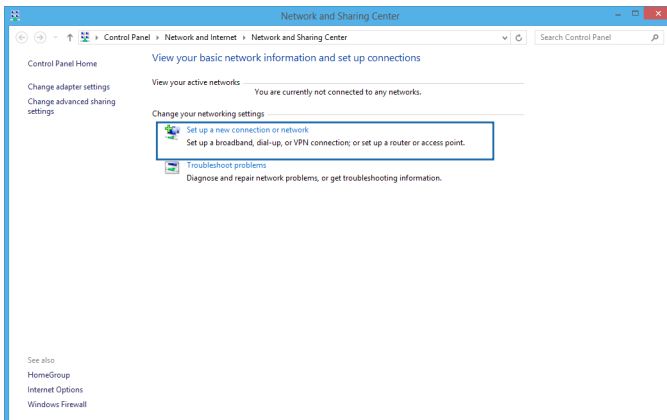 Network and Sharing Center
Control Panel Network and Internet Network and Sharing Center
Search Control Panel
Control Panel Home
Change adapter settings
Change advanced sharing
settings
View your basic network information and set up connections
View your active networks
You are currently not connected to any networks.
Change your networking settings
Set up a new connection or network
Set up a broadband, dial-up, or VPN connection; or set up a router or access point.
Troubleshoot problems
Diagnose and repair network problems, or get troubleshooting information.
See also
HomeGroup
Internet Options
Windows Firewall